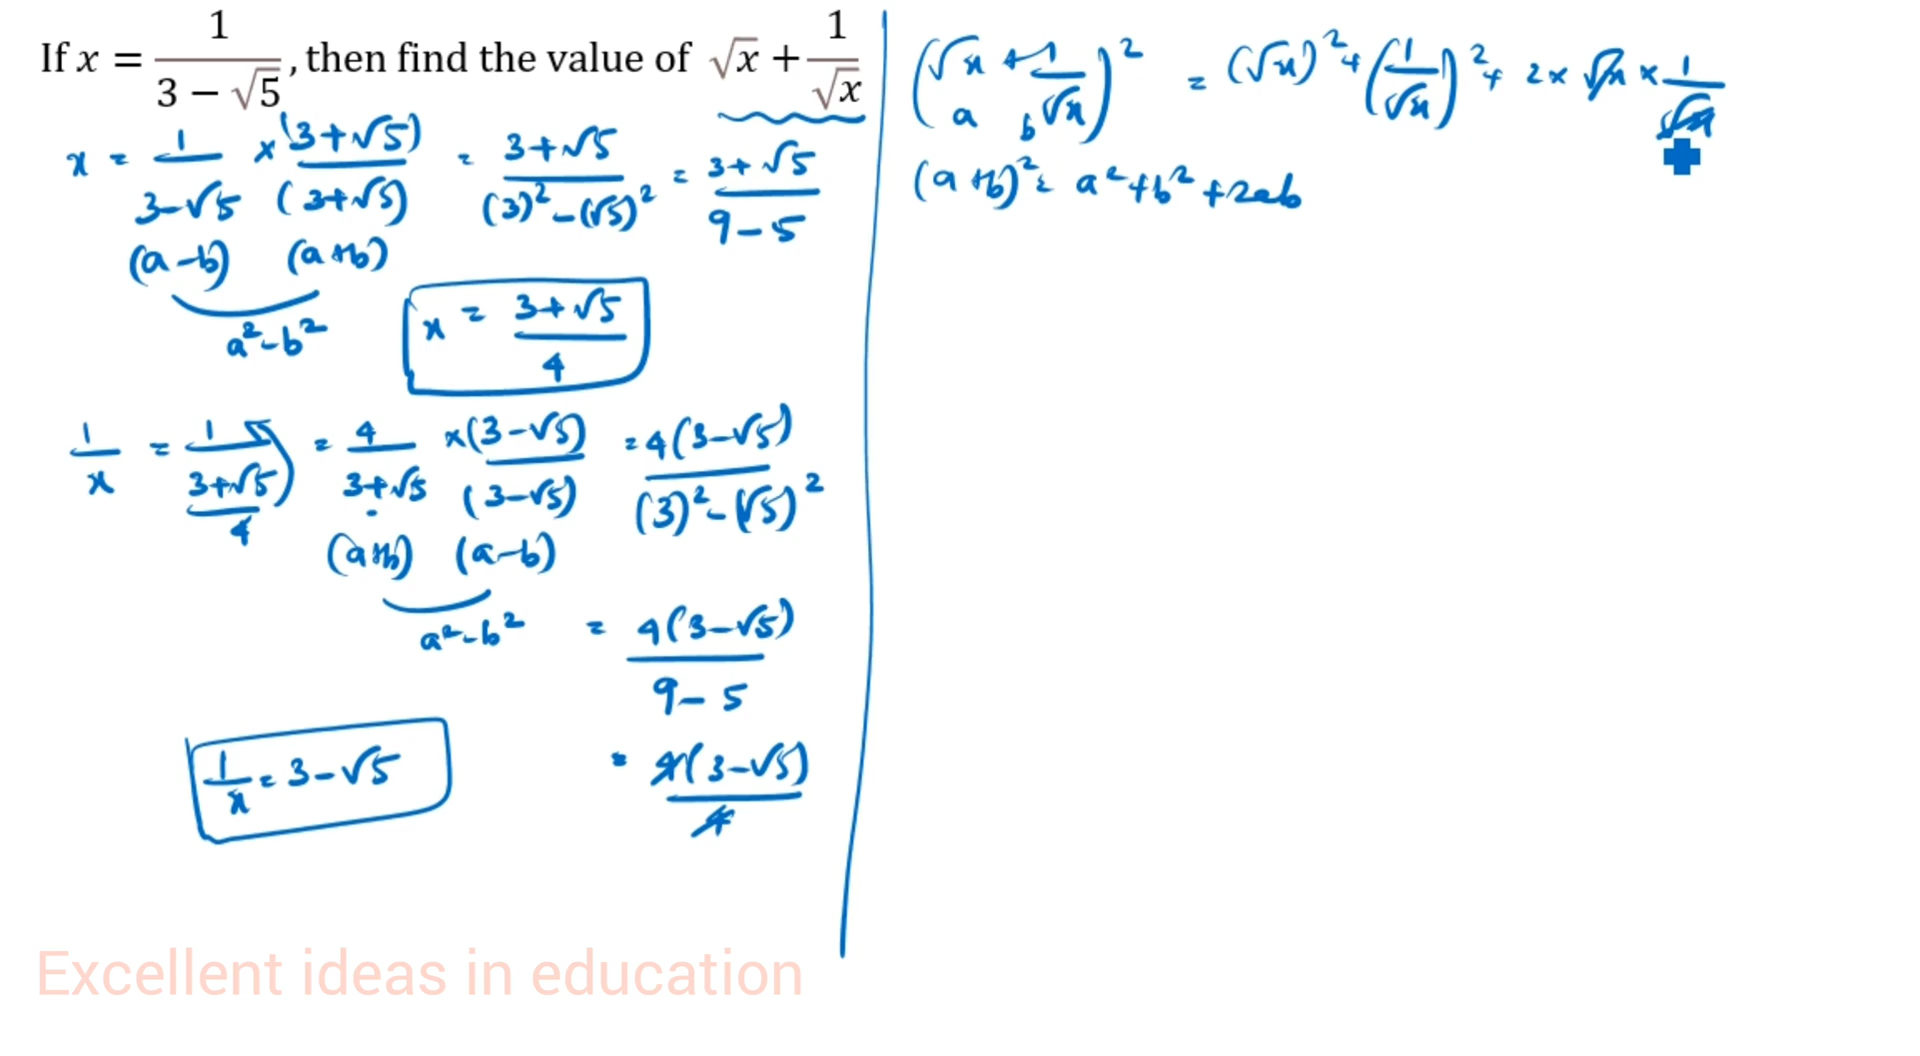 If x = 1/(3 − √5), then find the value of √x + 1/√x
x = 1/(3-√5) × (3+√5)/(3+√5) = (3+√5)/((3)²-(√5)²) = (3+√5)/(9-5)
(a-b) (a+b)
a²-b²
x = (3+√5)/4
1/x = 1/((3+√5)/4) = 4/(3+√5) × (3-√5)/(3-√5) = 4(3-√5)/((3)²-(√5)²)
(a+b) (a-b)
a²-b²
= 4(3-√5)/(9-5)
= 4(3-√5)/4
1/x = 3-√5
(√x + 1/√x)² = (√x)² + (1/√x)² + 2 × √x × 1/√x
a b
(a+b)² = a²+b²+2ab
Excellent ideas in education